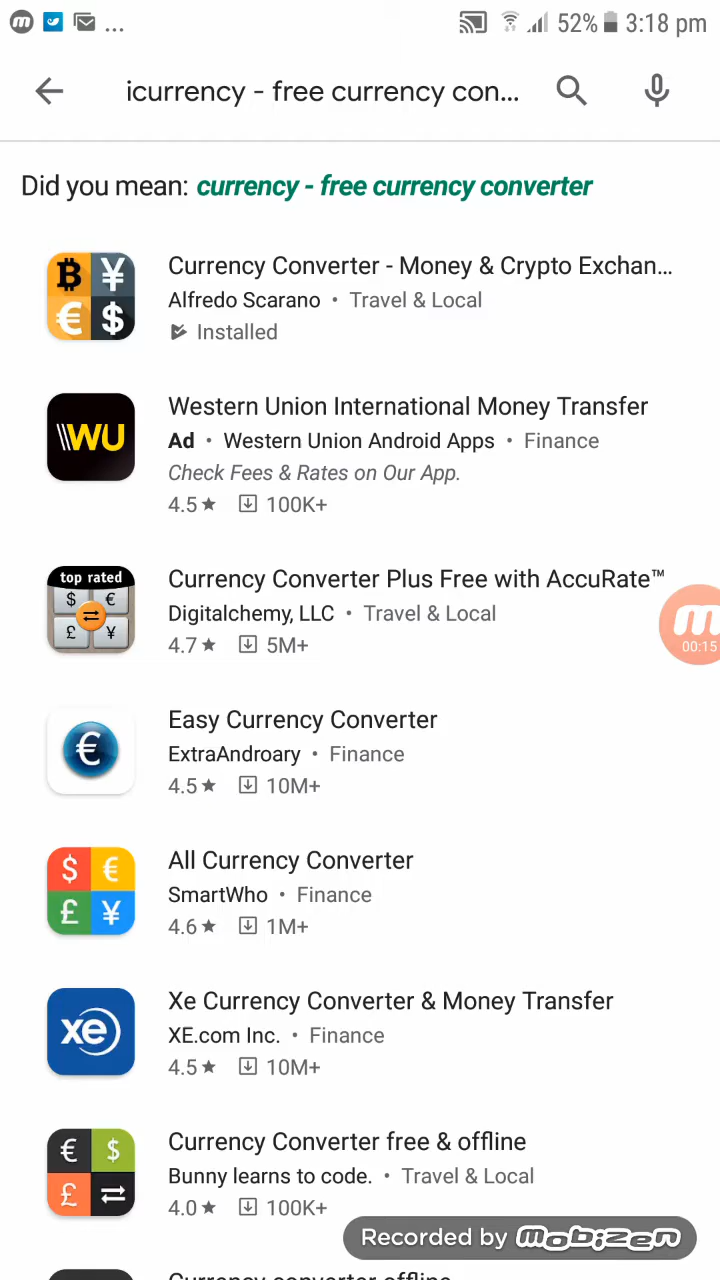 52% 3:18 pm
icurrency - free currency con...
Did you mean: currency - free currency converter
Currency Converter - Money & Crypto Exchan...
Alfredo Scarano • Travel & Local
Installed
WU
Western Union International Money Transfer
Ad • Western Union Android Apps • Finance
Check Fees & Rates on Our App.
4.5★ 100K+
top rated
Currency Converter Plus Free with AccuRate™
Digitalchemy, LLC • Travel & Local
4.7★ 5M+
00:15
Easy Currency Converter
ExtraAndroary • Finance
4.5★ 10M+
All Currency Converter
SmartWho • Finance
4.6★ 1M+
xe
Xe Currency Converter & Money Transfer
XE.com Inc. • Finance
4.5★ 10M+
Currency Converter free & offline
Bunny learns to code. • Travel & Local
4.0★ 100K+
Recorded by mobizen
Currency converter offline